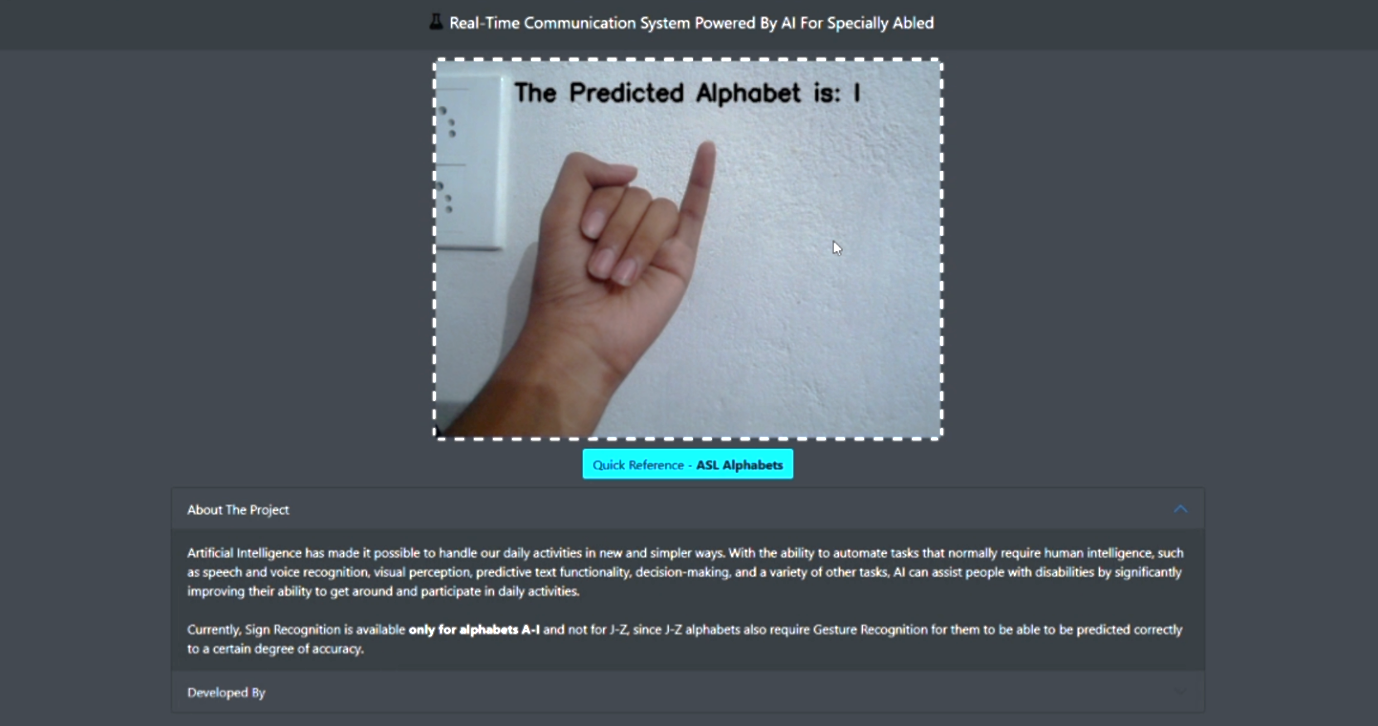 Real-Time Communication System Powered By AI For Specially Abled
The Predicted Alphabet is: I
Quick Reference - ASL Alphabets
About The Project
Artificial Intelligence has made it possible to handle our daily activities in new and simpler ways. With the ability to automate tasks that normally require human intelligence, such
as speech and voice recognition, visual perception, predictive text functionality, decision-making, and a variety of other tasks, AI can assist people with disabilities by significantly
improving their ability to get around and participate in daily activities.
Currently, Sign Recognition is available only for alphabets A-I and not for J-Z, since J-Z alphabets also require Gesture Recognition for them to be able to be predicted correctly
to a certain degree of accuracy.
Developed By